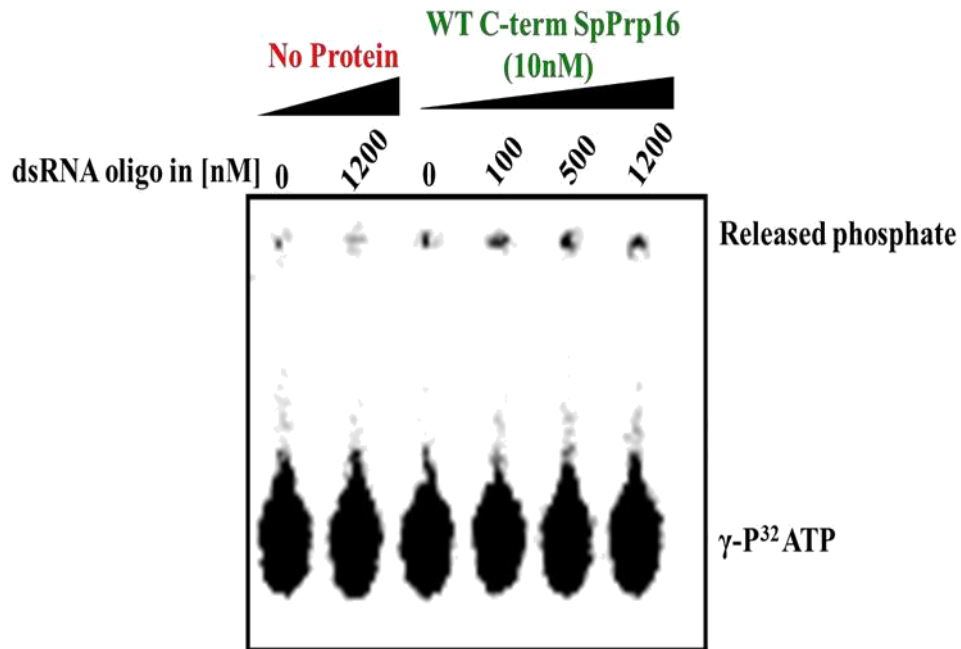 WT C-term SpPrp16
No Protein
(10nM)
dsRNA oligo in [nM] 0 1200 0 100 500 1200
Released phosphate
γ-P³² ATP